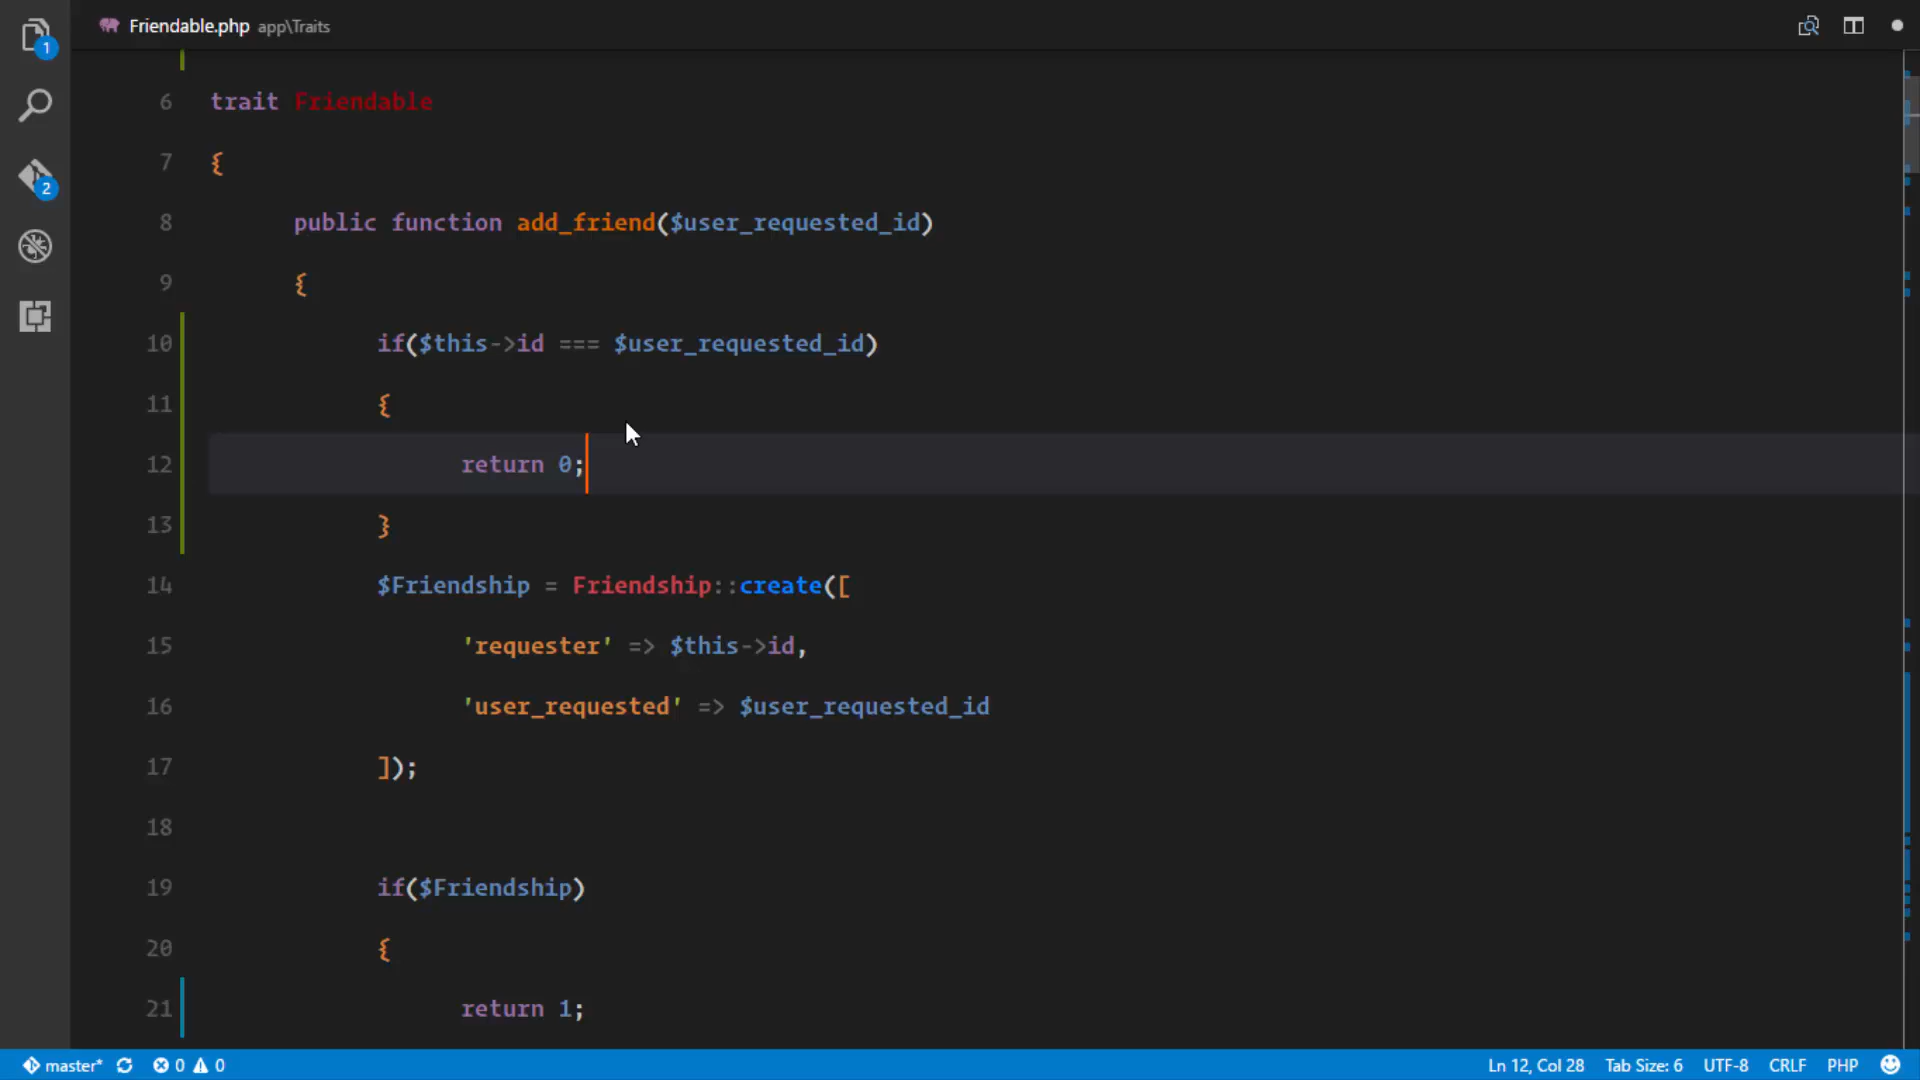 Friendable.php app\Traits
1
6 trait Friendable
7 {
2
8 public function add_friend($user_requested_id)
9 {
10 if($this->id === $user_requested_id)
11 {
12 return 0;
13 }
14 $Friendship = Friendship::create([
15 'requester' => $this->id,
16 'user_requested' => $user_requested_id
17 ]);
18
19 if($Friendship)
20 {
21 return 1;
master* 0 0 Ln 12, Col 28 Tab Size: 6 UTF-8 CRLF PHP